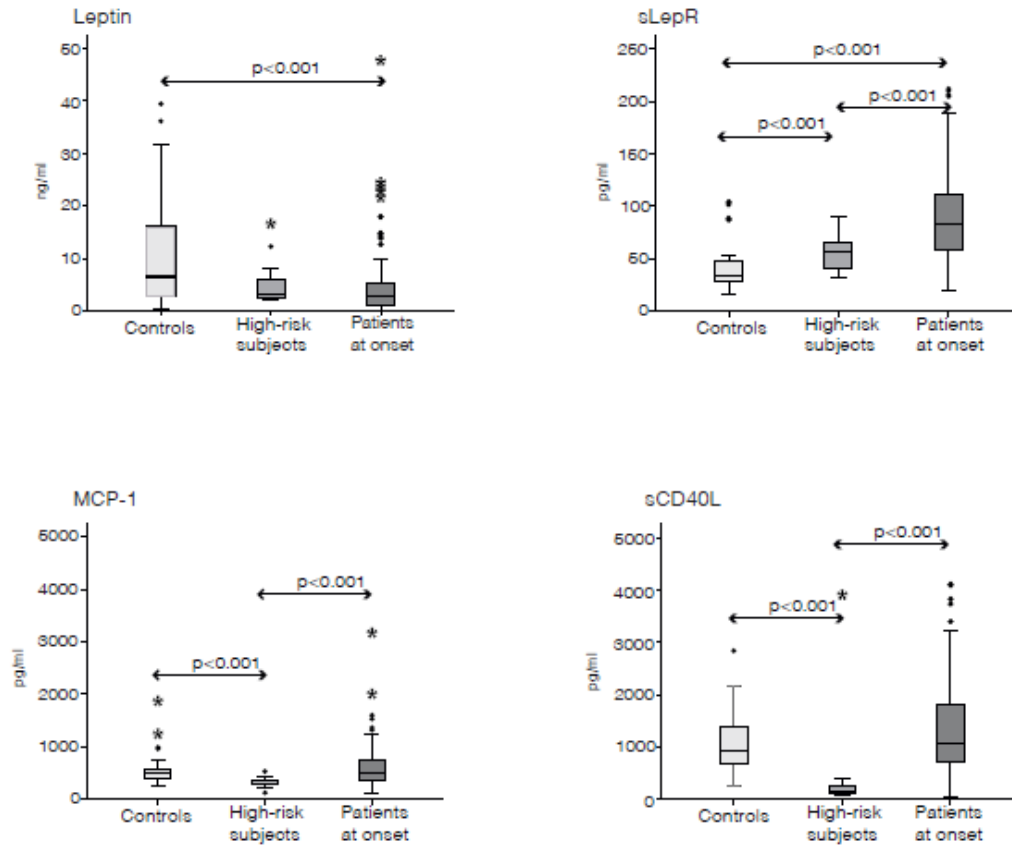 Leptin
50
40
30
20
10
0
ng/ml
p<0.001
Controls
High-risk
subjects
Patients
at onset
sLepR
250
200
150
100
50
0
pg/ml
p<0.001
p<0.001
p<0.001
Controls
High-risk
subjects
Patients
at onset
MCP-1
5000
4000
3000
2000
1000
0
pg/ml
p<0.001
p<0.001
Controls
High-risk
subjects
Patients
at onset
sCD40L
5000
4000
3000
2000
1000
0
pg/ml
p<0.001
p<0.001
Controls
High-risk
subjects
Patients
at onset